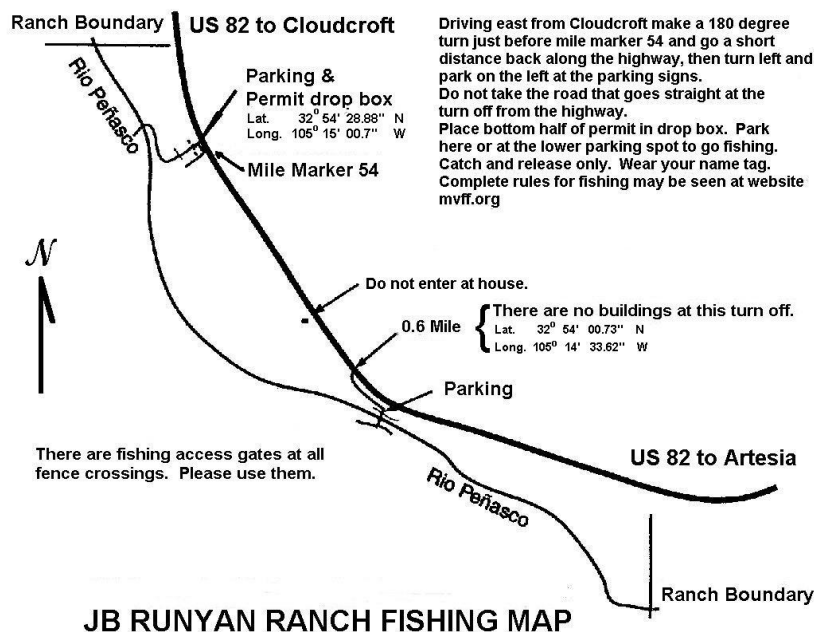 Ranch Boundary
US 82 to Cloudcroft
Driving east from Cloudcroft make a 180 degree
turn just before mile marker 54 and go a short
distance back along the highway, then turn left and
park on the left at the parking signs.
Do not take the road that goes straight at the
turn off from the highway.
Place bottom half of permit in drop box.  Park
here or at the lower parking spot to go fishing.
Catch and release only.  Wear your name tag.
Complete rules for fishing may be seen at website
mvff.org
Rio Peñasco
Parking &
Permit drop box
Lat. 32° 54' 28.88" N
Long. 105° 15' 00.7" W
Mile Marker 54
N
Do not enter at house.
0.6 Mile
{ There are no buildings at this turn off.
Lat. 32° 54' 00.73" N
Long. 105° 14' 33.62" W
Parking
There are fishing access gates at all
fence crossings.  Please use them.
US 82 to Artesia
Rio Peñasco
Ranch Boundary
JB RUNYAN RANCH FISHING MAP